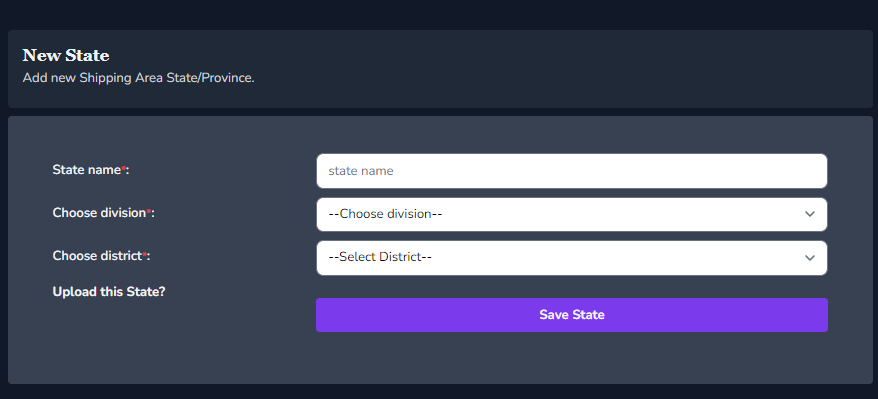 New State
Add new Shipping Area State/Province.
State name*:
state name
Choose division*:
--Choose division--
Choose district*:
--Select District--
Upload this State?
Save State